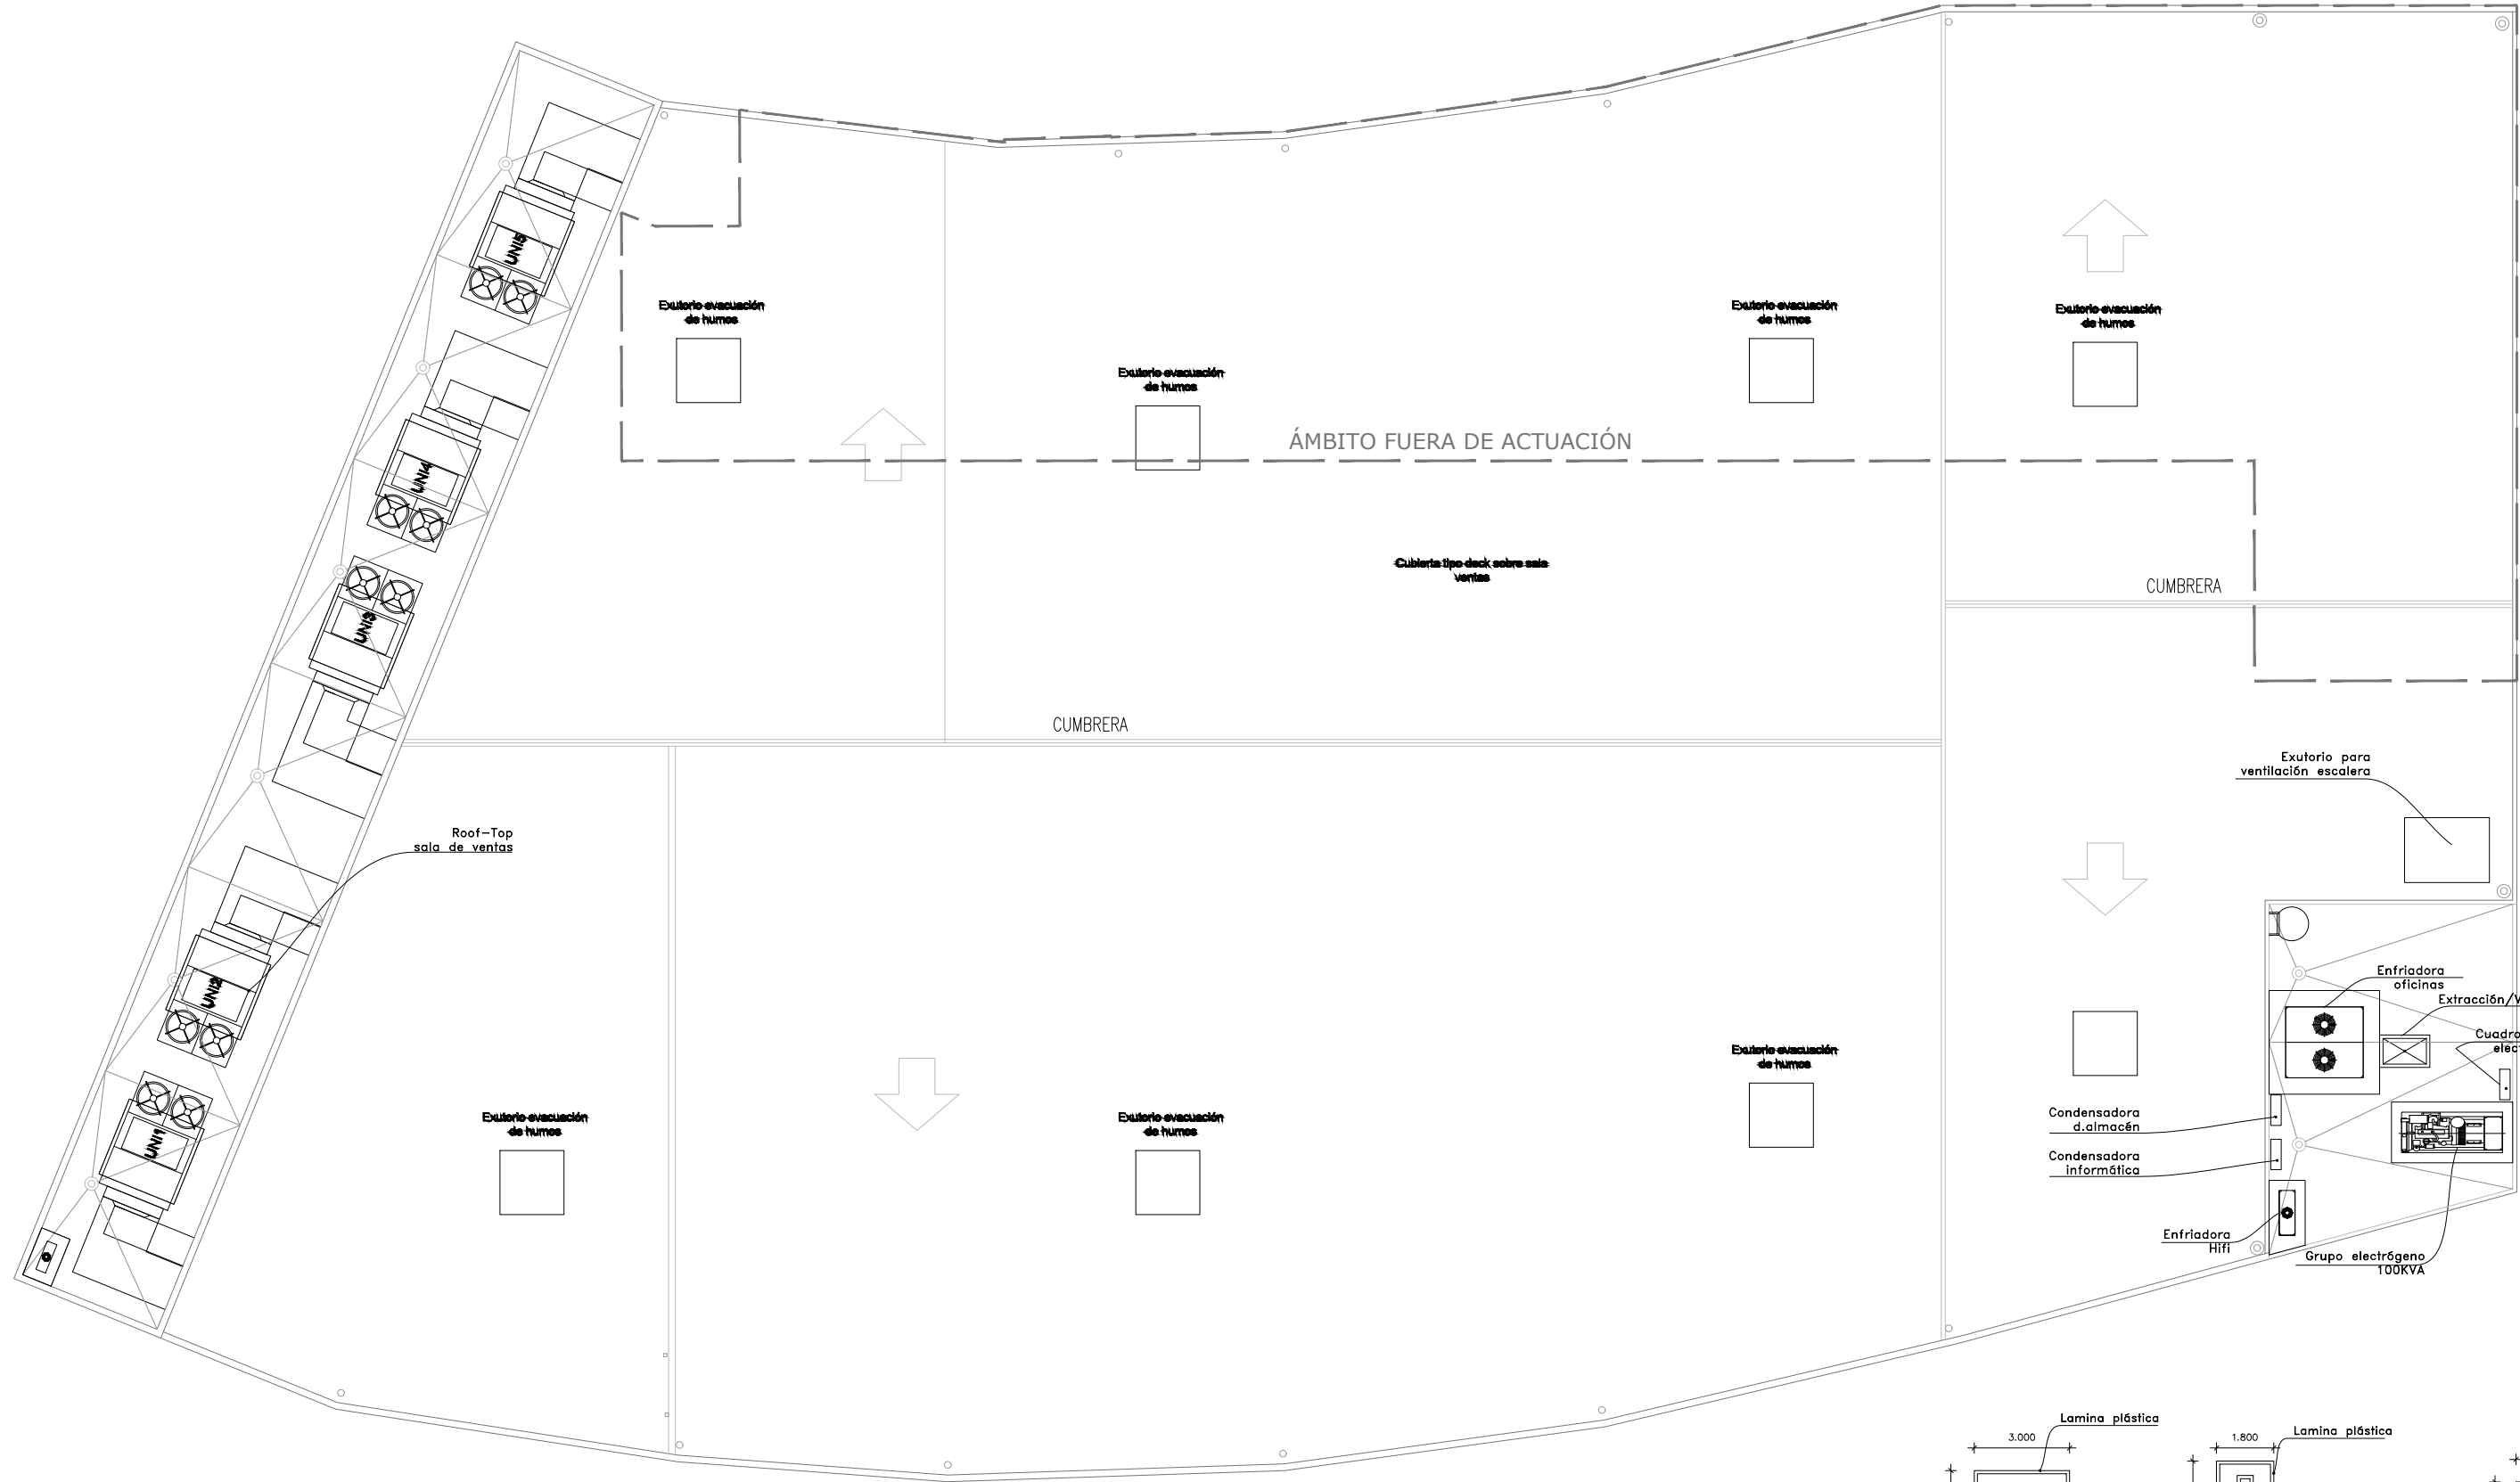 UNI5
Exutorio evacuación
de humos
Exutorio evacuación
de humos
Exutorio evacuación
de humos
Exutorio evacuación
de humos
ÁMBITO FUERA DE ACTUACIÓN
UNI4
Cubierta tipo deck sobre sala
ventas
CUMBRERA
UNI3
CUMBRERA
Exutorio para
ventilación escalera
Roof-Top
sala de ventas
UNI2
Enfriadora
oficinas
Extracción/V
Cuadro
elec
Exutorio evacuación
de humos
Exutorio evacuación
de humos
Exutorio evacuación
de humos
UNI1
Condensadora
d.almacén
Condensadora
informática
Enfriadora
Hifi
Grupo electrógeno
100KVA
Lamina plástica
3.000
Lamina plástica
1.800